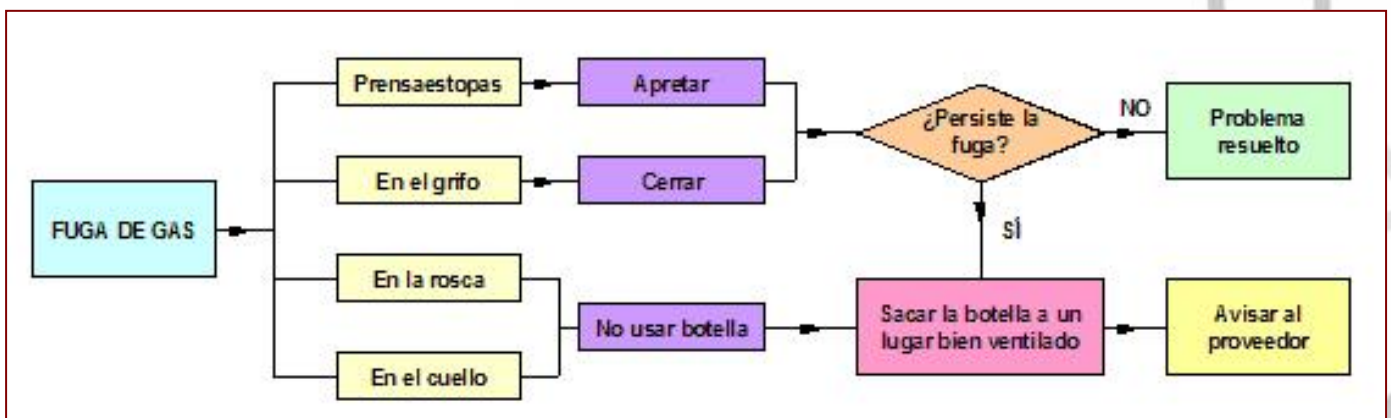 FUGA DE GAS
Prensaestopas
Apretar
En el grifo
Cerrar
En la rosca
En el cuello
No usar botella
¿Persiste la
fuga?
NO
Problema
resuelto
SÍ
Sacar la botella a un
lugar bien ventilado
Avisar al
proveedor